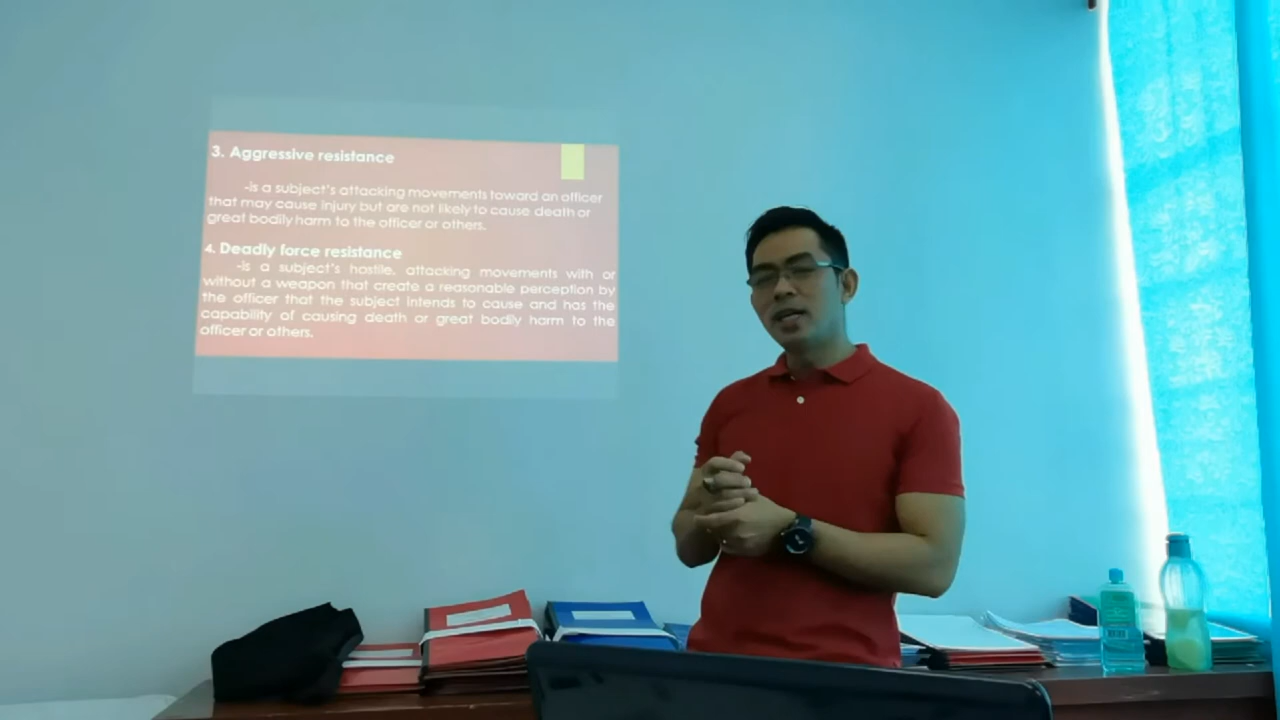 3. Aggressive resistance
-is a subject's attacking movements toward an officer
that may cause injury but are not likely to cause death or
great bodily harm to the officer or others.
4. Deadly force resistance
-is a subject's hostile, attacking movements with or
without a weapon that create a reasonable perception by
the officer that the subject intends to cause and has the
capability of causing death or great bodily harm to the
officer or others.